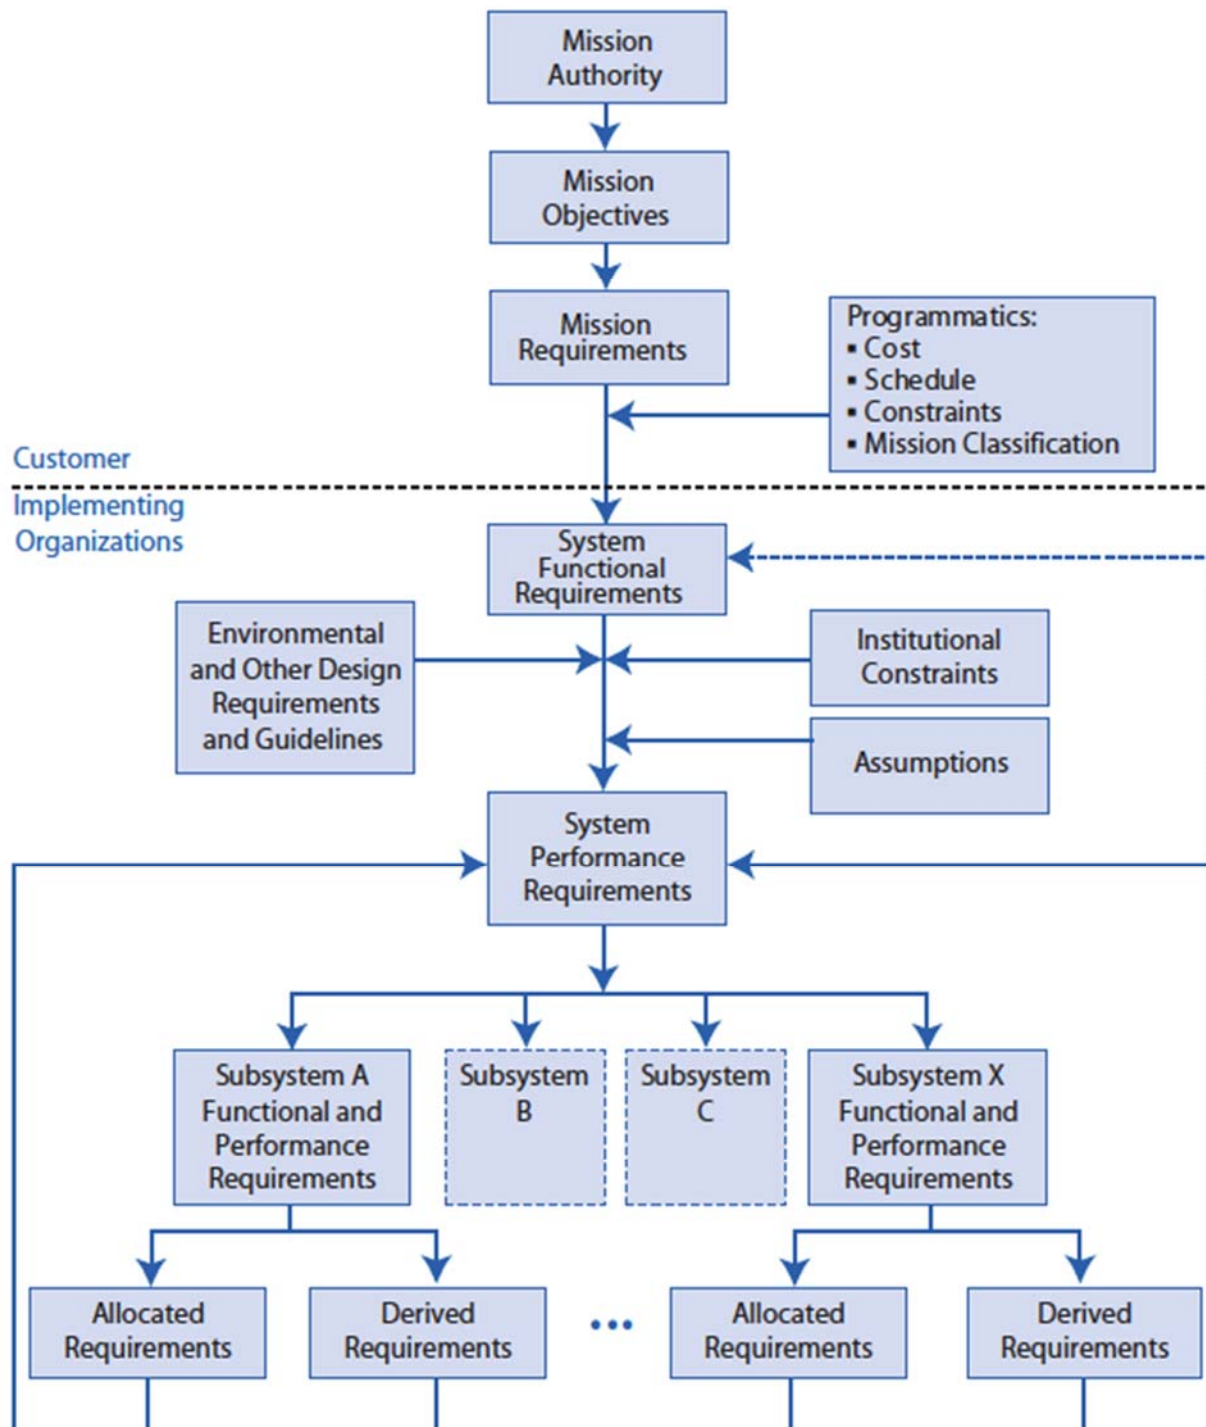 Mission
Authority
Mission
Objectives
Mission
Requirements
Programmatics:
▪ Cost
▪ Schedule
▪ Constraints
▪ Mission Classification
Customer
Implementing
Organizations
System
Functional
Requirements
Environmental
and Other Design
Requirements
and Guidelines
Institutional
Constraints
Assumptions
System
Performance
Requirements
Subsystem A
Functional and
Performance
Requirements
Subsystem
B
Subsystem
C
Subsystem X
Functional and
Performance
Requirements
Allocated
Requirements
Derived
Requirements
•••
Allocated
Requirements
Derived
Requirements